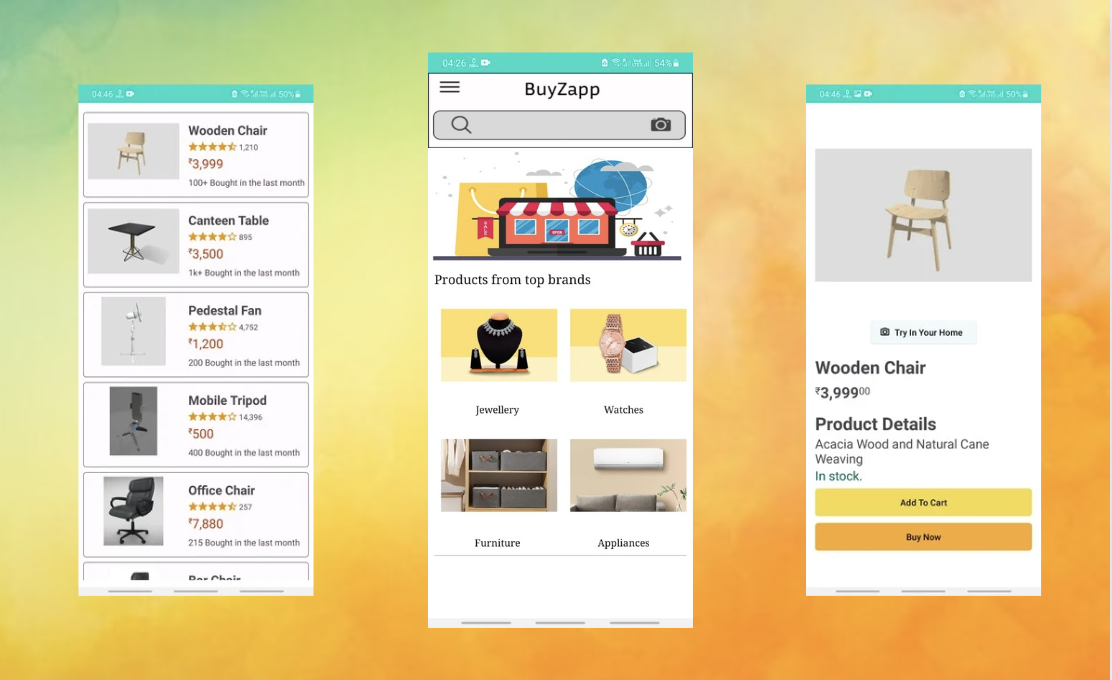 04:46 50%
Wooden Chair
1,210
₹3,999
100+ Bought in the last month
Canteen Table
895
₹3,500
1k+ Bought in the last month
Pedestal Fan
4,752
₹1,200
200 Bought in the last month
Mobile Tripod
14,396
₹500
400 Bought in the last month
Office Chair
257
₹7,880
215 Bought in the last month
Bar Chair
04:26 54%
BuyZapp
OPEN
Products from top brands
Jewellery Watches
Furniture Appliances
04:46 50%
Try In Your Home
Wooden Chair
₹3,99900
Product Details
Acacia Wood and Natural Cane
Weaving
In stock.
Add To Cart
Buy Now